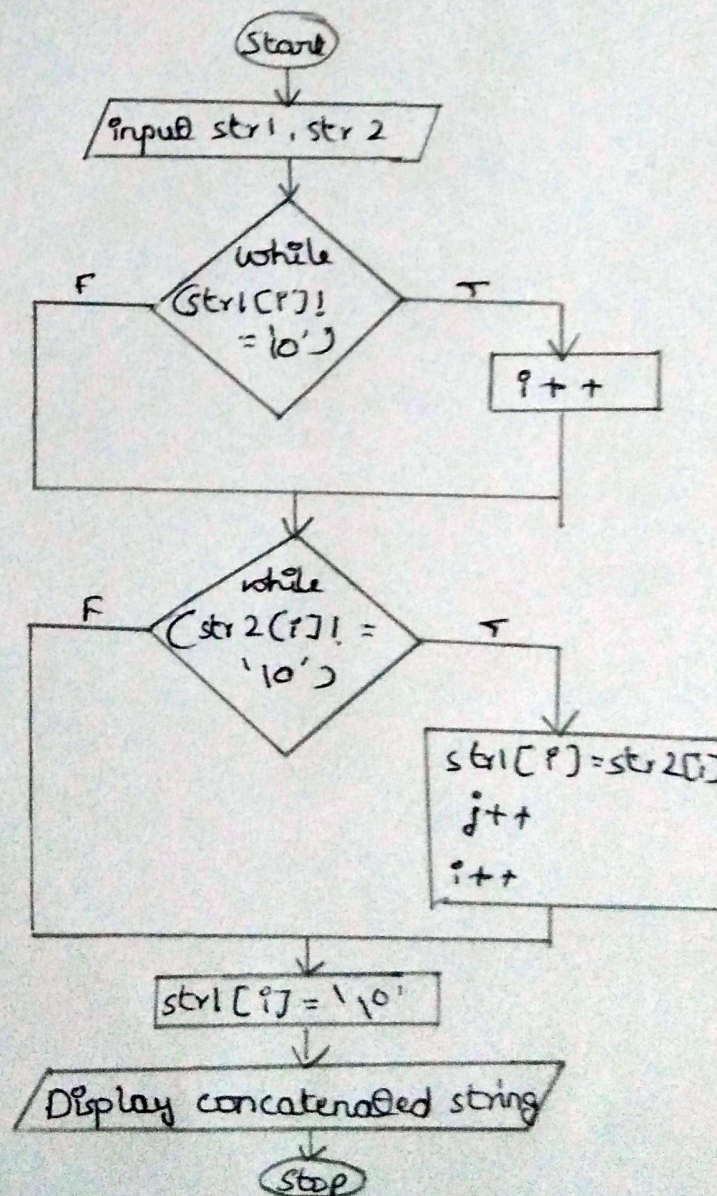 Start
input str1, str2
while
(str1[i]!
= '\0')
F
T
i++
while
(str2[i]! =
'\0')
F
T
str1[i]=str2[i]
j++
i++
str1[i] = '\0'
Display concatenated string
Stop